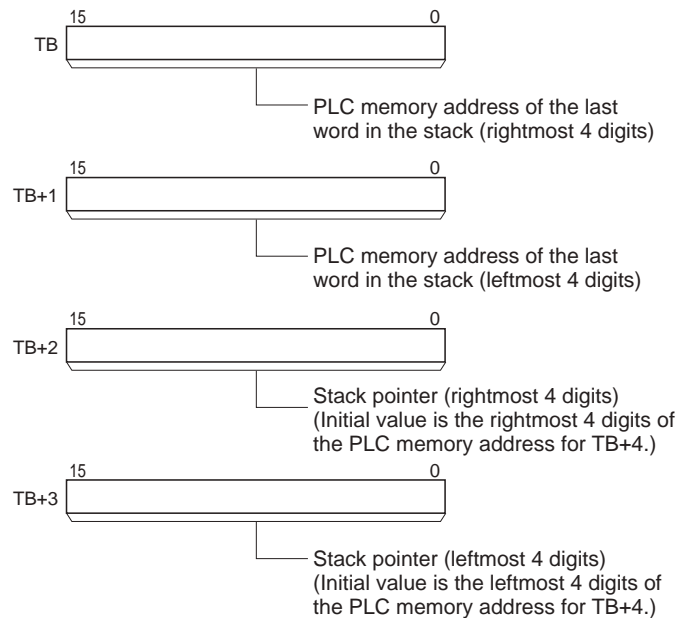 15 0
TB
PLC memory address of the last
word in the stack (rightmost 4 digits)
15 0
TB+1
PLC memory address of the last
word in the stack (leftmost 4 digits)
15 0
TB+2
Stack pointer (rightmost 4 digits)
(Initial value is the rightmost 4 digits of
the PLC memory address for TB+4.)
15 0
TB+3
Stack pointer (leftmost 4 digits)
(Initial value is the leftmost 4 digits of
the PLC memory address for TB+4.)